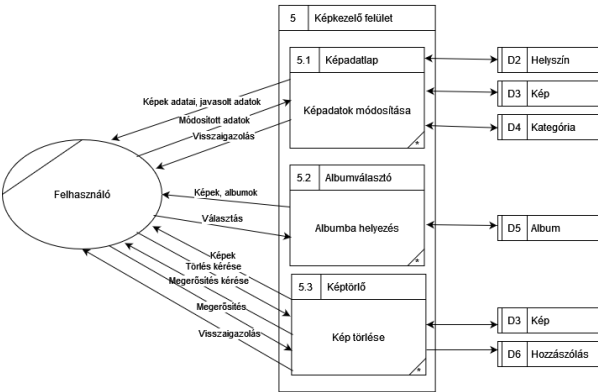 5 Képkezelő felület
5.1 Képadatlap
Képadatok módosítása
*
D2 Helyszín
D3 Kép
D4 Kategória
Képek adatai, javasolt adatok
Módosított adatok
Visszaigazolás
Felhasználó
5.2 Albumválasztó
Albumba helyezés
*
Képek, albumok
Választás
D5 Album
5.3 Képtörlő
Kép törlése
*
Képek
Törlés kérése
Megerősítés kérése
Megerősítés
Visszaigazolás
D3 Kép
D6 Hozzászólás